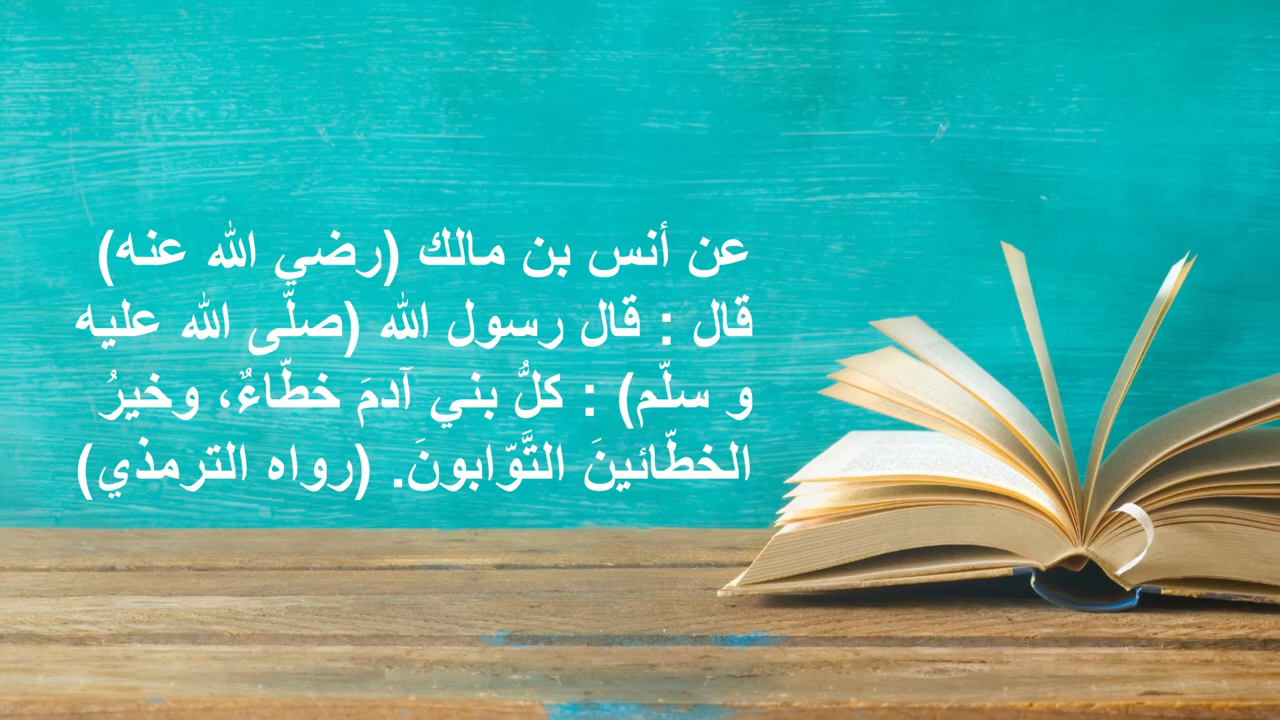 عن أنس بن مالك (رضي الله عنه)
قال : قال رسول الله (صلّى الله عليه
و سلّم) : كلُّ بني آدمَ خطّاءٌ، وخيرُ
الخطّائينَ التَّوّابونَ. (رواه الترمذي)